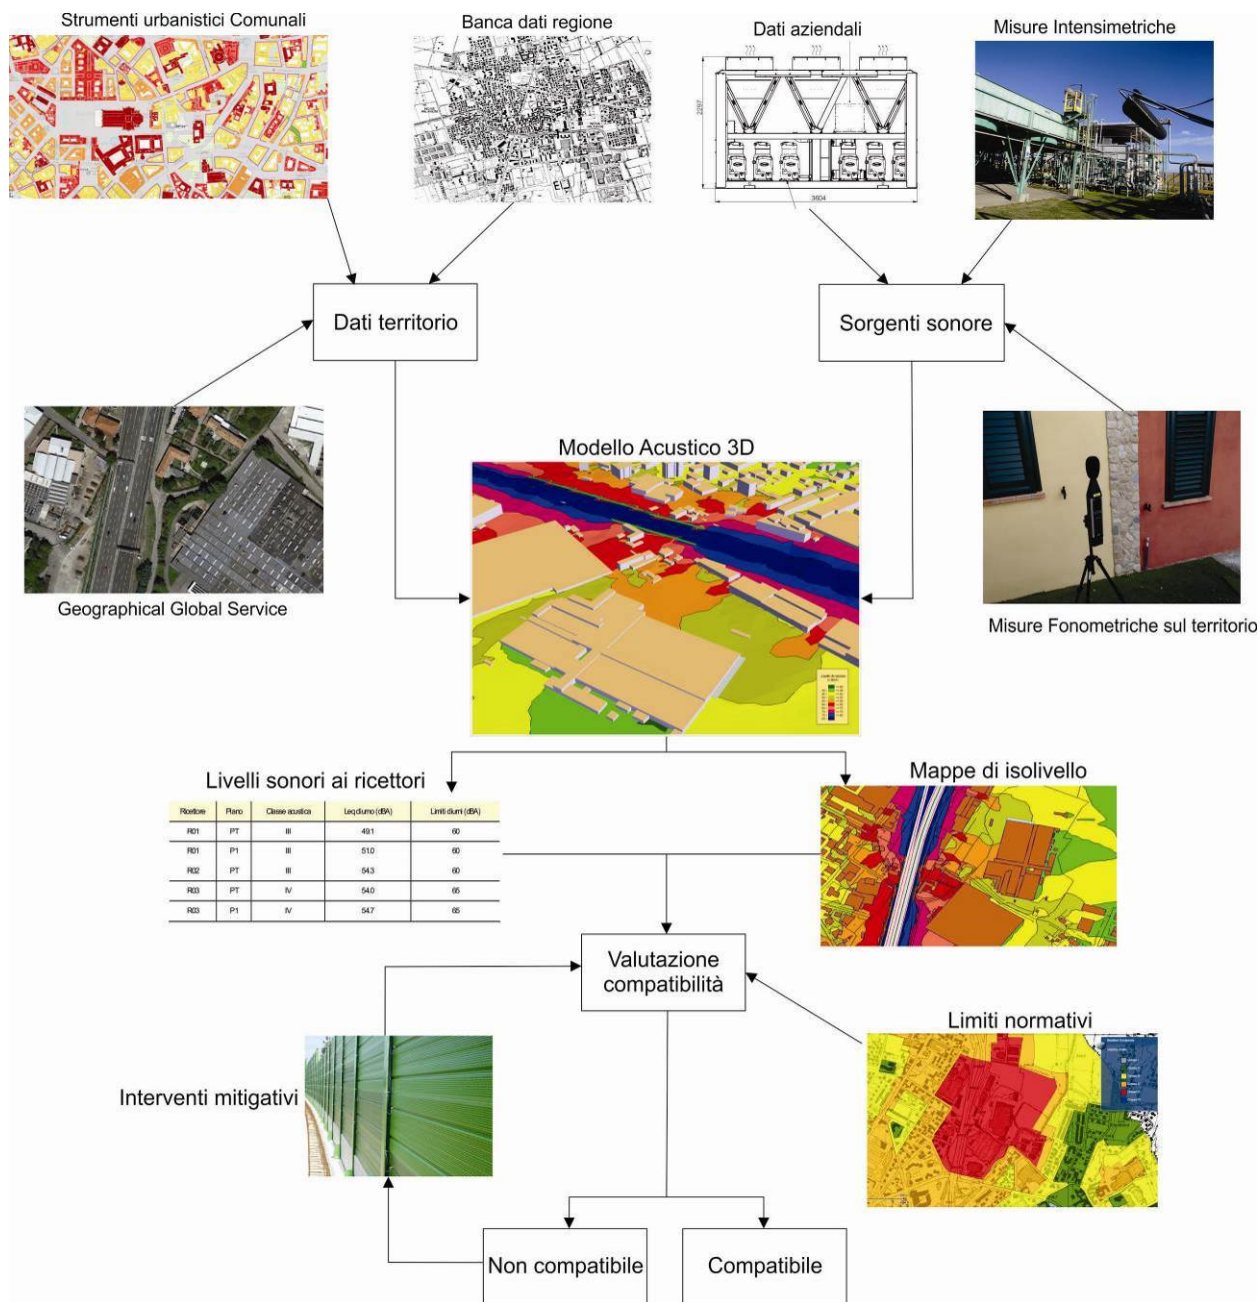 Strumenti urbanistici Comunali
Banca dati regione
Dati aziendali
Misure Intensimetriche
2297
3604
Dati territorio
Sorgenti sonore
Geographical Global Service
Modello Acustico 3D
Misure Fonometriche sul territorio
Livelli sonori ai ricettori
Mappe di isolivello
Ricettore Piano Classe acustica Leq diurno (dBA) Limiti diurni (dBA)
R01 PT III 49.1 60
R01 P1 III 51.0 60
R02 PT III 54.3 60
R03 PT IV 54.0 65
R03 P1 IV 54.7 65
Valutazione
compatibilità
Limiti normativi
Interventi mitigativi
Non compatibile
Compatibile